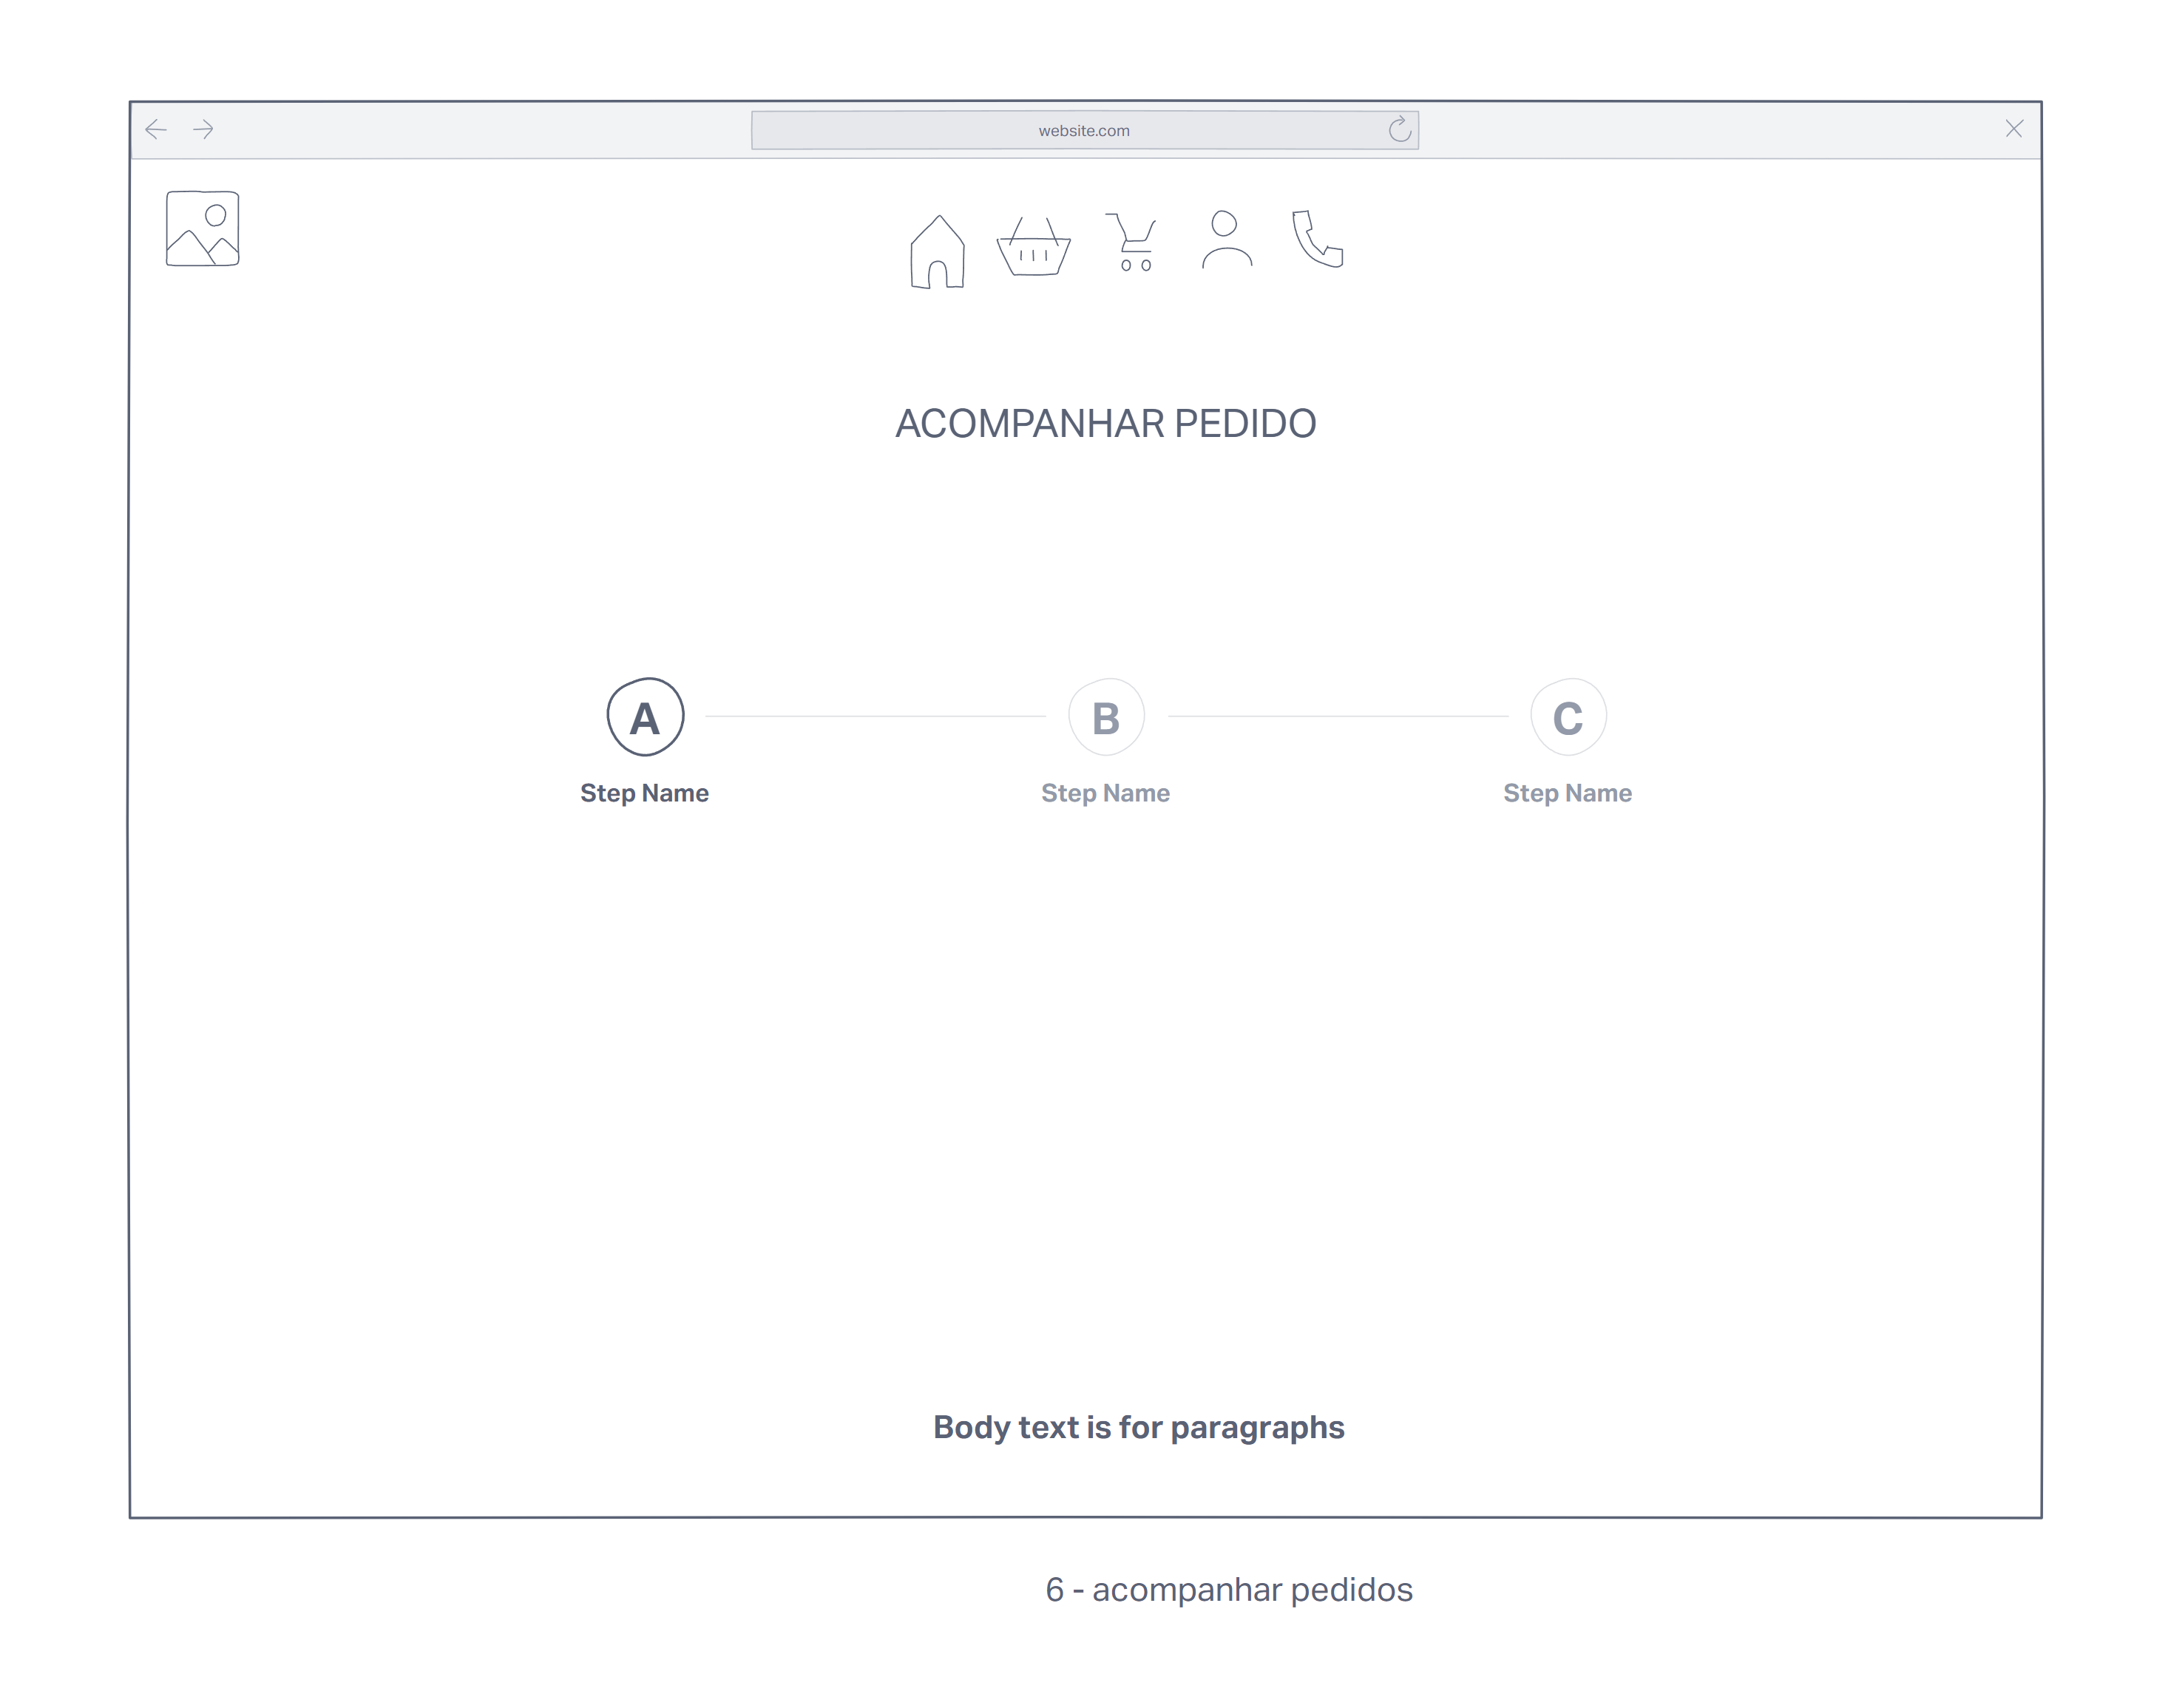 website.com
ACOMPANHAR PEDIDO
A
B
C
Step Name
Step Name
Step Name
Body text is for paragraphs
6 - acompanhar pedidos